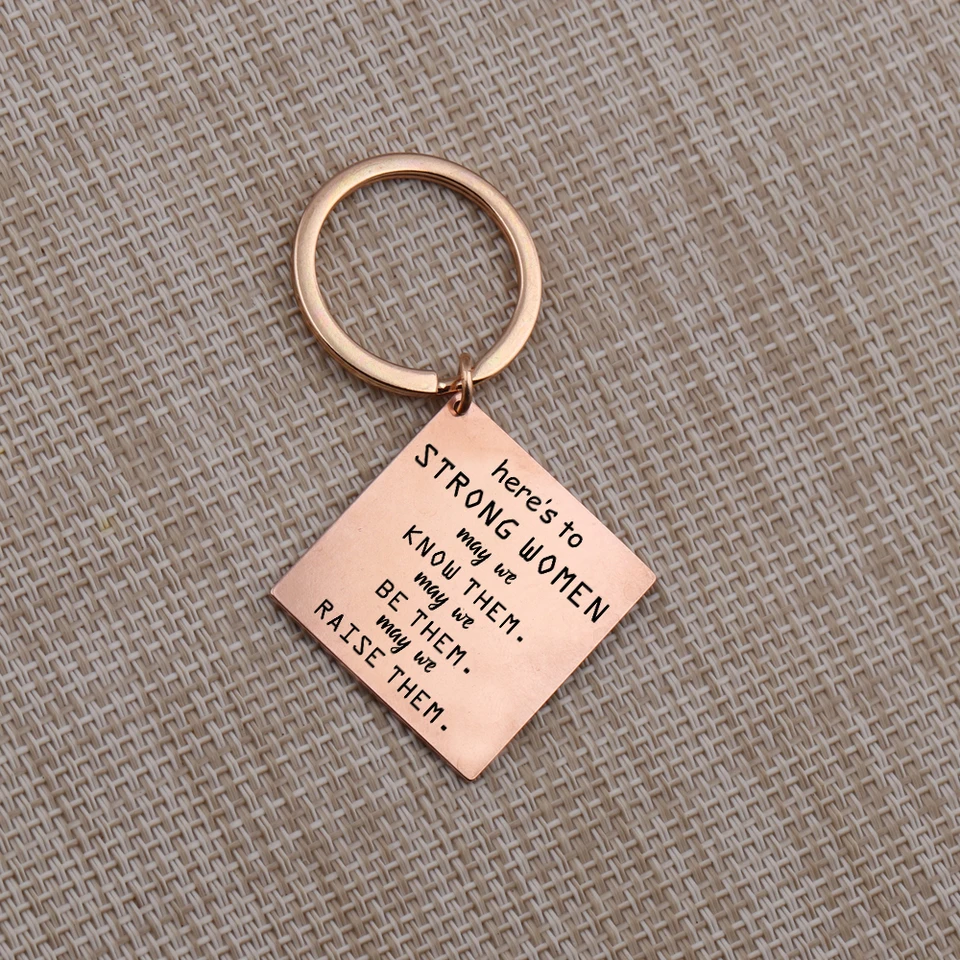 here's to
STRONG WOMEN
may we
KNOW THEM.
may we
BE THEM.
may we
RAISE THEM.